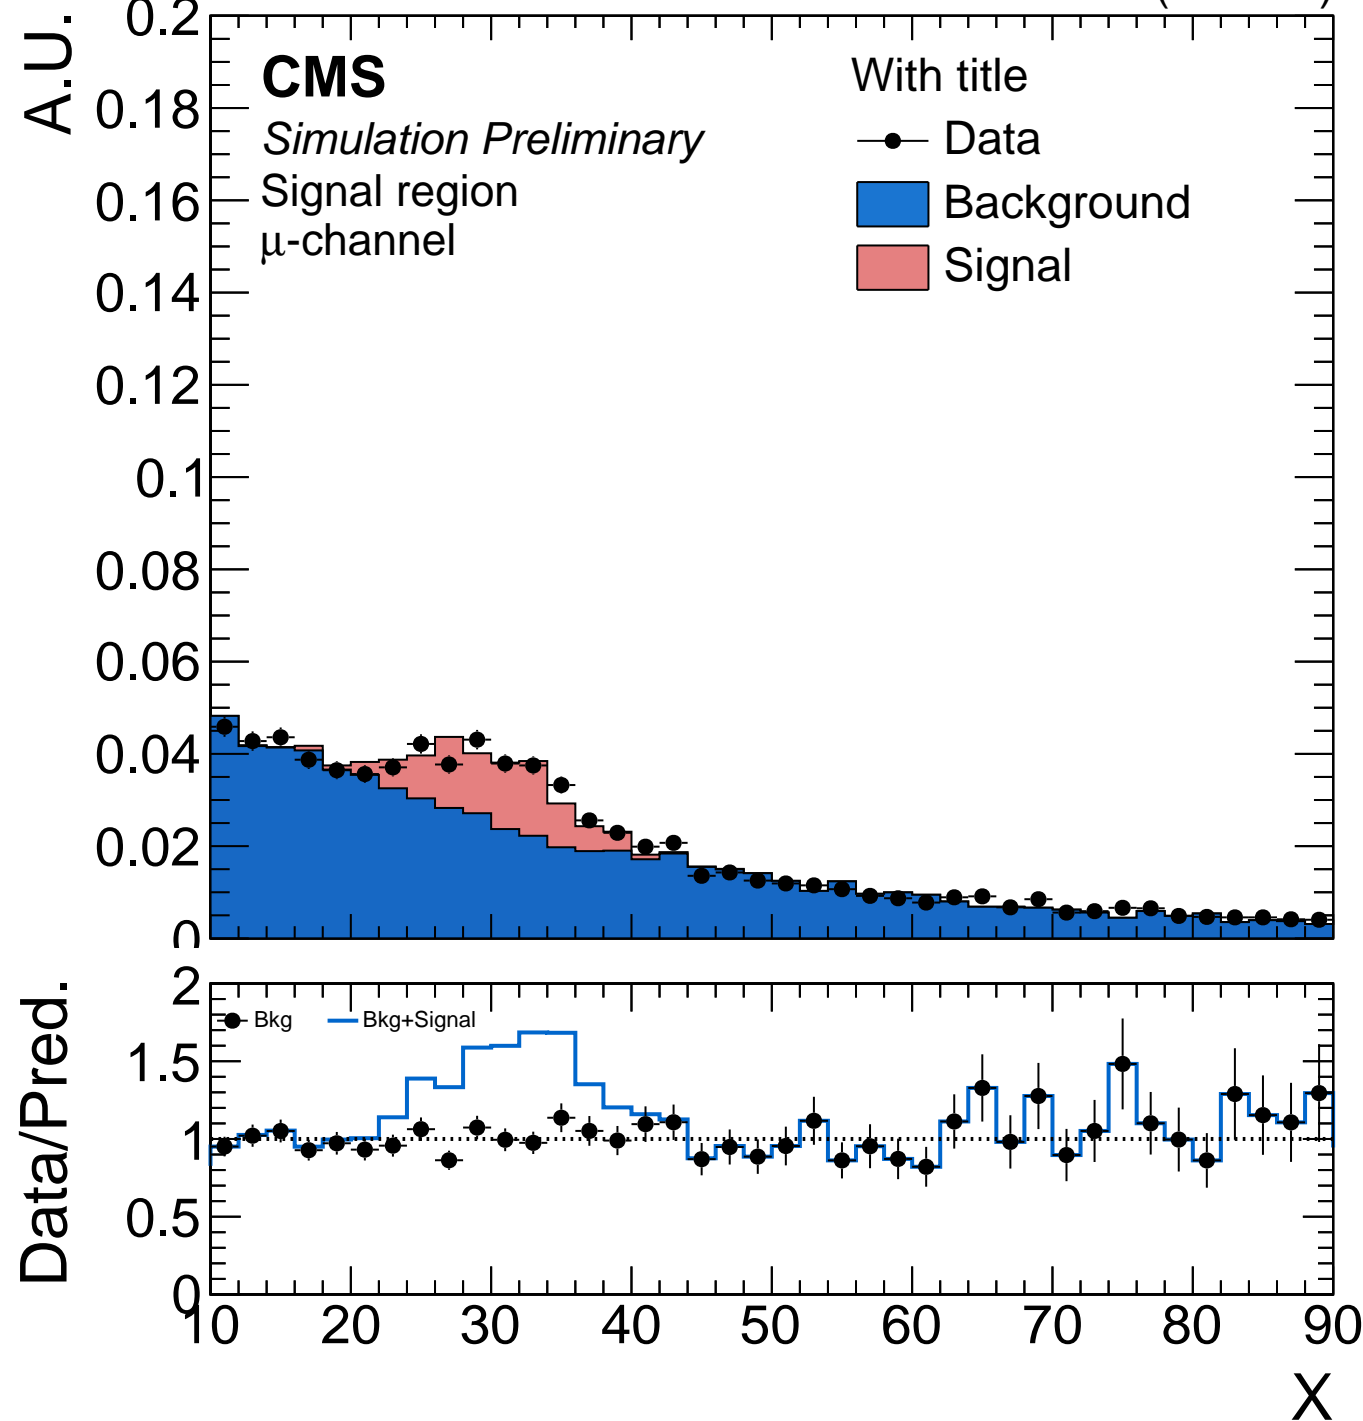 A.U.
0.2
0.18
0.16
0.14
0.12
0.1
0.08
0.06
0.04
0.02
0
CMS
Simulation Preliminary
Signal region
μ-channel
With title
Data
Background
Signal
Data/Pred.
2
1.5
1
0.5
0
Bkg
Bkg+Signal
10 20 30 40 50 60 70 80 90
X